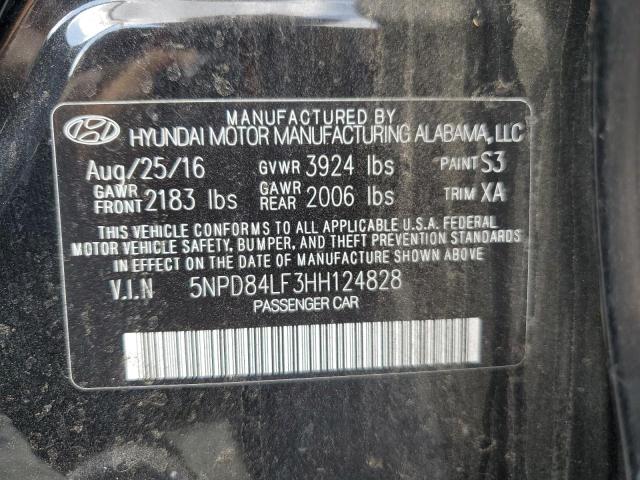 MANUFACTURED BY
HYUNDAI MOTOR MANUFACTURING ALABAMA, LLC
Aug/25/16 GVWR 3924 lbs PAINT S3
GAWR FRONT 2183 lbs GAWR REAR 2006 lbs TRIM XA
THIS VEHICLE CONFORMS TO ALL APPLICABLE U.S.A. FEDERAL
MOTOR VEHICLE SAFETY, BUMPER, AND THEFT PREVENTION
STANDARDS IN EFFECT ON THE DATE OF MANUFACTURE SHOWN ABOVE
V.I.N 5NPD84LF3HH124828
PASSENGER CAR